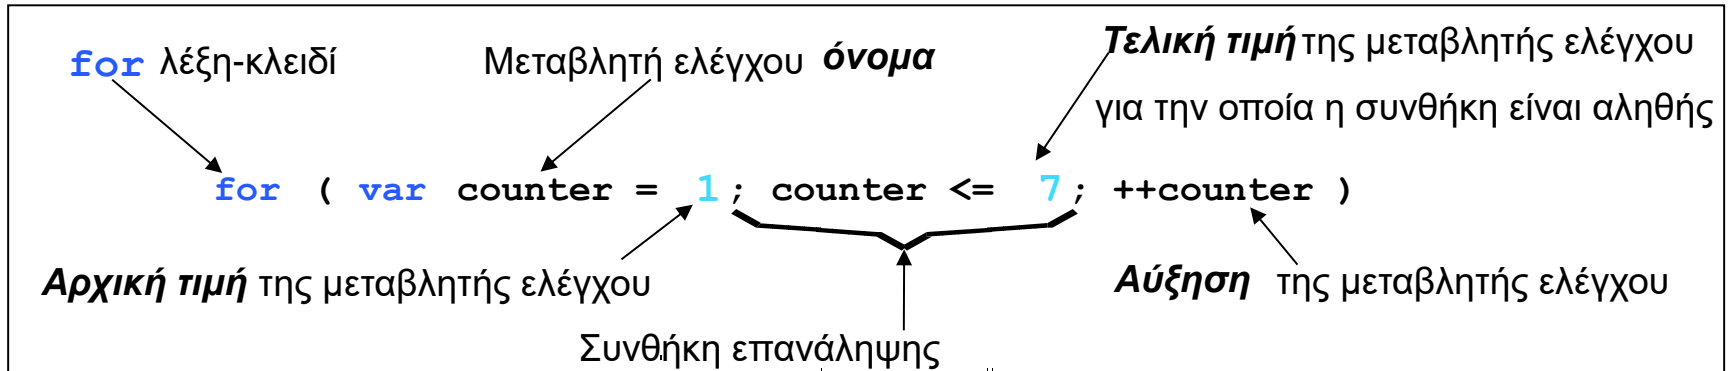 for λέξη-κλειδί Μεταβλητή ελέγχου όνομα Τελική τιμή της μεταβλητής ελέγχου
για την οποία η συνθήκη είναι αληθής
for ( var counter = 1; counter <= 7; ++counter )
Αρχική τιμή της μεταβλητής ελέγχου Αύξηση της μεταβλητής ελέγχου
Συνθήκη επανάληψης